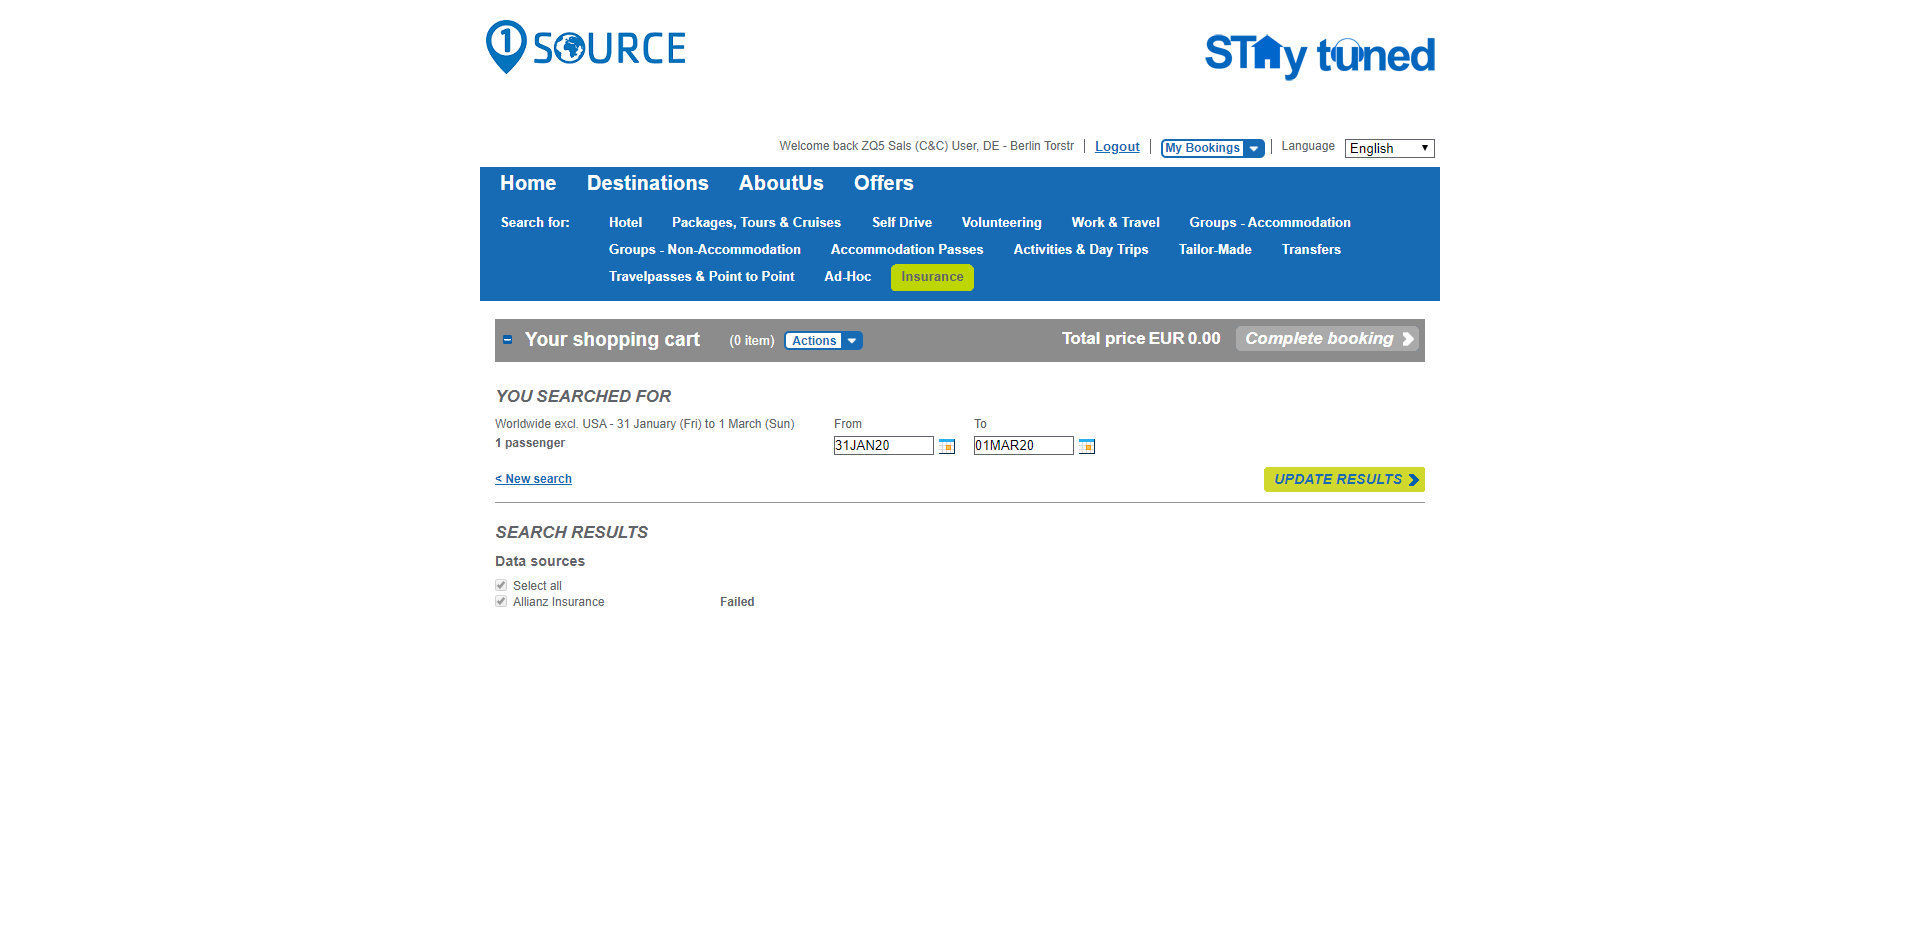 1 SOURCE
STAy tuned
Welcome back ZQ5 Sals (C&C) User, DE - Berlin Torstr | Logout | My Bookings | Language English
Home Destinations AboutUs Offers
Search for: Hotel Packages, Tours & Cruises Self Drive Volunteering Work & Travel Groups - Accommodation
Groups - Non-Accommodation Accommodation Passes Activities & Day Trips Tailor-Made Transfers
Travelpasses & Point to Point Ad-Hoc Insurance
Your shopping cart (0 item) Actions Total price EUR 0.00 Complete booking
YOU SEARCHED FOR
Worldwide excl. USA - 31 January (Fri) to 1 March (Sun) From To
1 passenger 31JAN20 01MAR20
< New search UPDATE RESULTS
SEARCH RESULTS
Data sources
Select all
Allianz Insurance Failed